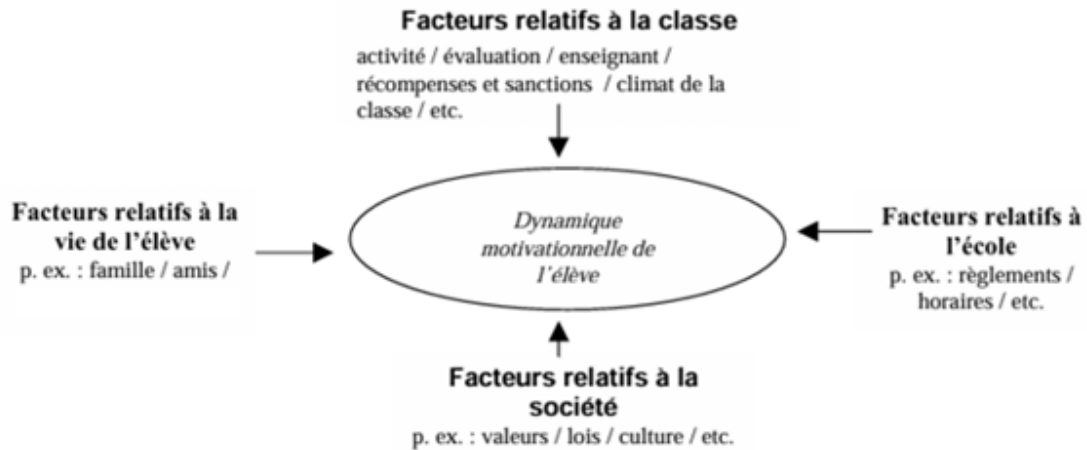 Facteurs relatifs à la classe
activité / évaluation / enseignant /
récompenses et sanctions / climat de la
classe / etc.
Facteurs relatifs à la
vie de l'élève
p. ex. : famille / amis /
Dynamique
motivationnelle de
l'élève
Facteurs relatifs à
l'école
p. ex. : règlements /
horaires / etc.
Facteurs relatifs à la
société
p. ex. : valeurs / lois / culture / etc.